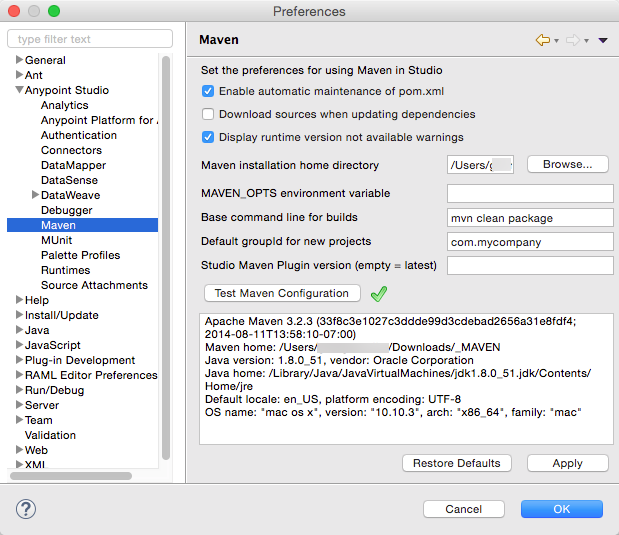 Preferences
type filter text
General
Ant
Anypoint Studio
Analytics
Anypoint Platform for
Authentication
Connectors
DataMapper
DataSense
DataWeave
Debugger
Maven
MUnit
Palette Profiles
Runtimes
Source Attachments
Help
Install/Update
Java
JavaScript
Plug-in Development
RAML Editor Preferences
Run/Debug
Server
Team
Validation
Web
XML
Maven
Set the preferences for using Maven in Studio
Enable automatic maintenance of pom.xml
Download sources when updating dependencies
Display runtime version not available warnings
Maven installation home directory /Users/ Browse...
MAVEN_OPTS environment variable
Base command line for builds mvn clean package
Default groupId for new projects com.mycompany
Studio Maven Plugin version (empty = latest)
Test Maven Configuration
Apache Maven 3.2.3 (33f8c3e1027c3ddde99d3cdebad2656a31e8fdf4;
2014-08-11T13:58:10-07:00)
Maven home: /Users/ /Downloads/_MAVEN
Java version: 1.8.0_51, vendor: Oracle Corporation
Java home: /Library/Java/JavaVirtualMachines/jdk1.8.0_51.jdk/Contents/
Home/jre
Default locale: en_US, platform encoding: UTF-8
OS name: "mac os x", version: "10.10.3", arch: "x86_64", family: "mac"
Restore Defaults Apply
? Cancel OK